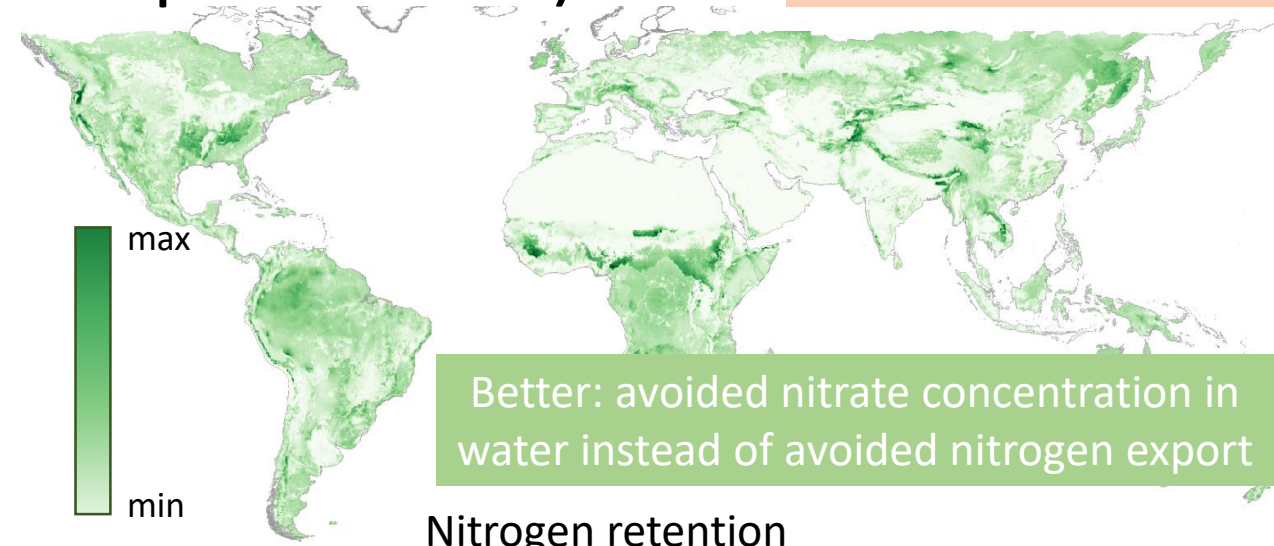 max
Better: avoided nitrate concentration in
water instead of avoided nitrogen export
min
Nitrogen retention